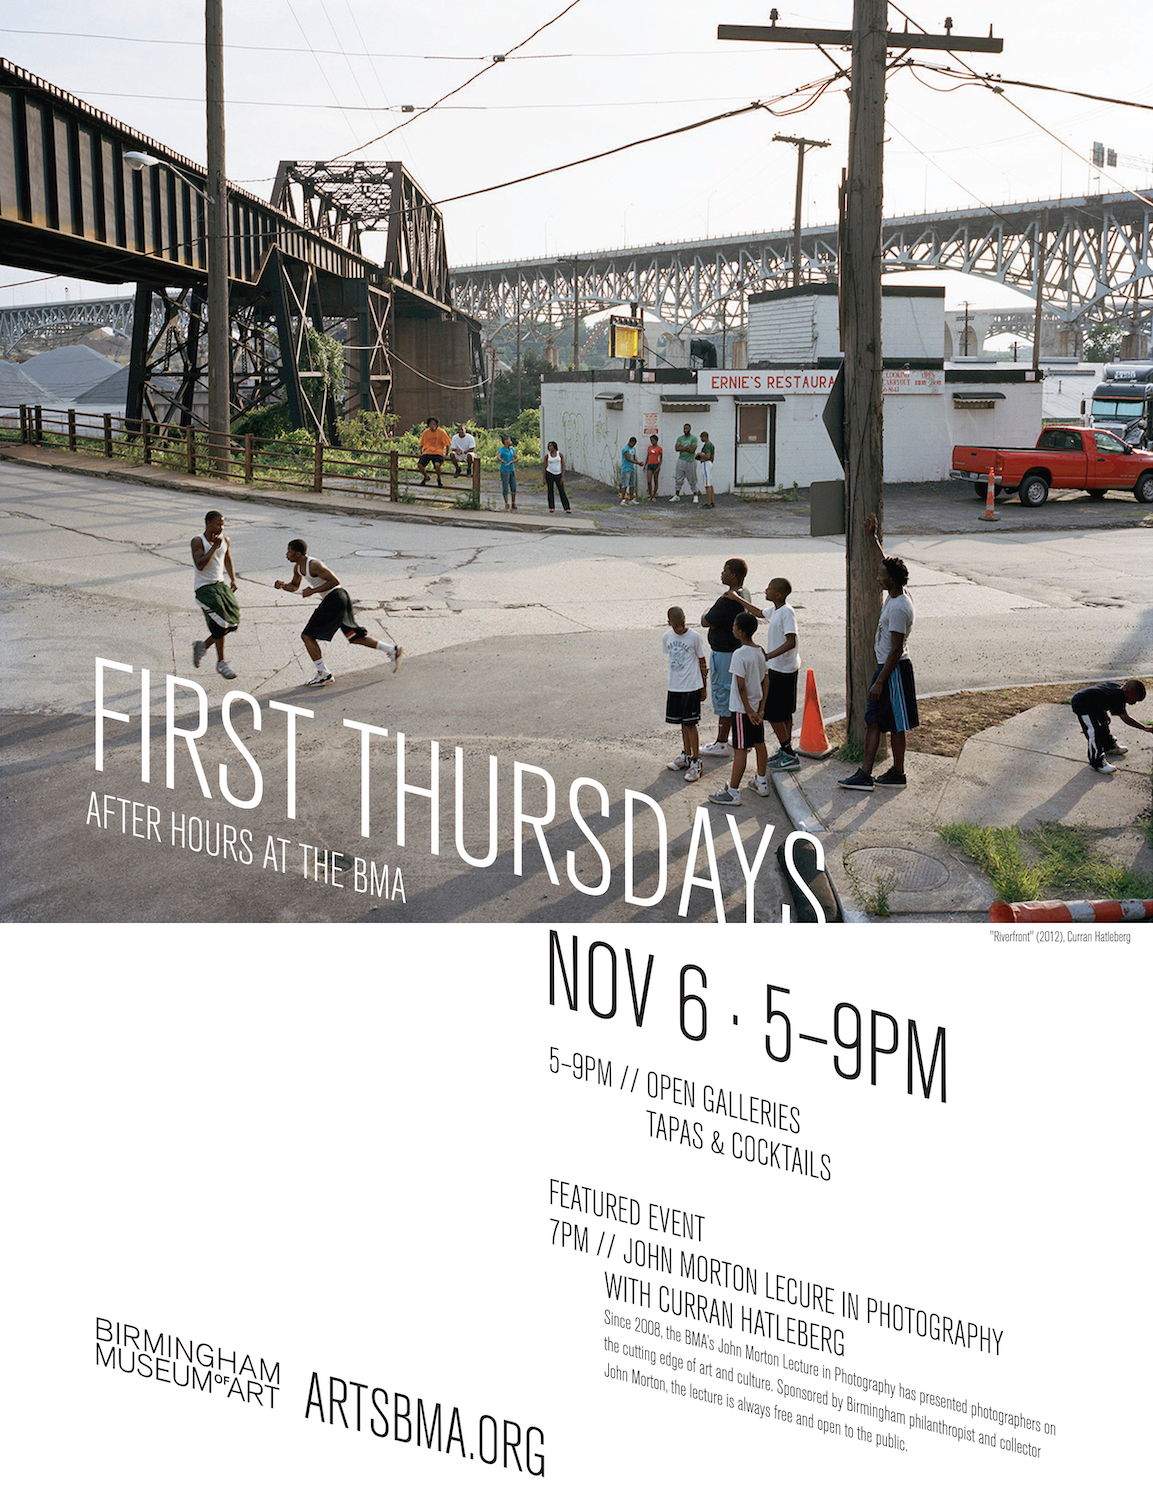 ERNIE'S RESTAURA
FIRST THURSDAYS
AFTER HOURS AT THE BMA
"Riverfront" (2012), Curran Hatleberg
NOV 6 · 5–9PM
5–9PM // OPEN GALLERIES
TAPAS & COCKTAILS
FEATURED EVENT
7PM // JOHN MORTON LECURE IN PHOTOGRAPHY
WITH CURRAN HATLEBERG
Since 2008, the BMA's John Morton Lecture in Photography has presented photographers on
the cutting edge of art and culture. Sponsored by Birmingham philanthropist and collector
John Morton, the lecture is always free and open to the public.
BIRMINGHAM
MUSEUM OF ART
ARTSBMA.ORG